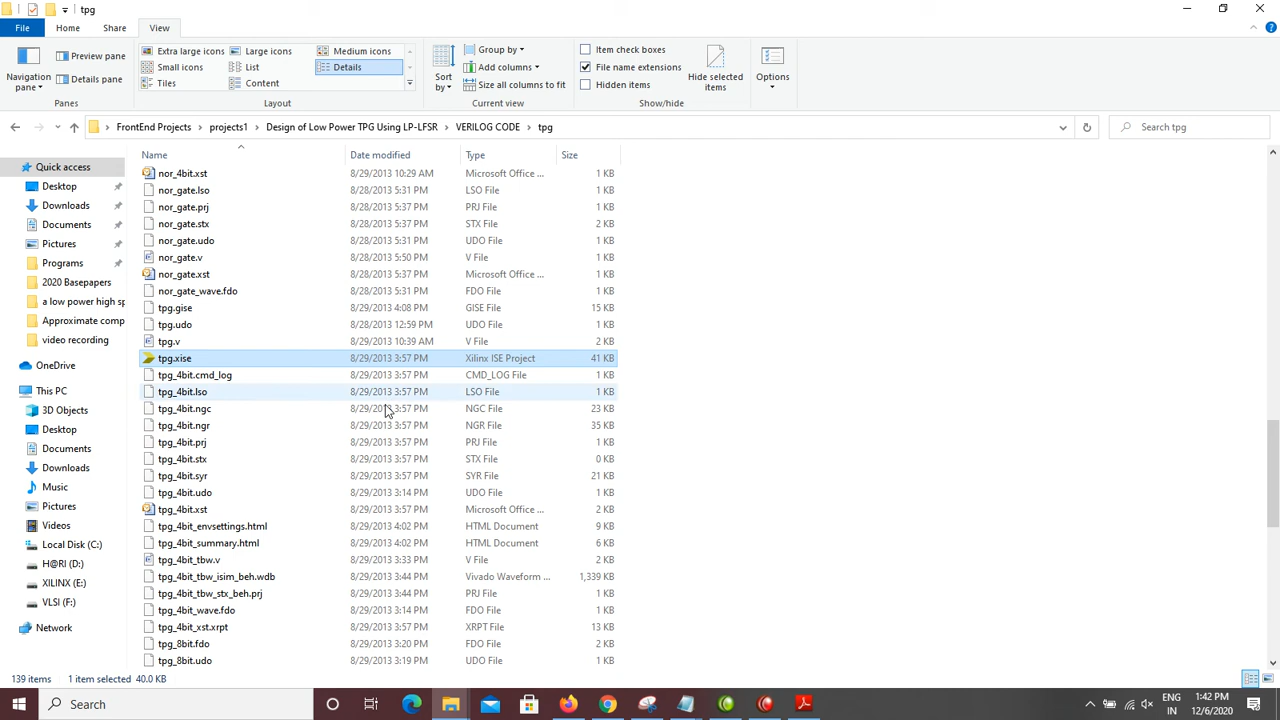 tpg
File Home Share View
Navigation pane Preview pane Details pane Panes
Extra large icons Large icons Medium icons
Small icons List Details
Tiles Content
Layout
Sort by Group by Add columns Size all columns to fit Current view
Item check boxes
File name extensions
Hidden items
Hide selected items
Show/hide
Options
FrontEnd Projects projects1 Design of Low Power TPG Using LP-LFSR VERILOG CODE tpg Search tpg
Quick access
Desktop
Downloads
Documents
Pictures
Programs
2020 Basepapers
a low power high sp
Approximate comp
video recording
OneDrive
This PC
3D Objects
Desktop
Documents
Downloads
Music
Pictures
Videos
Local Disk (C:)
H@RI (D:)
XILINX (E:)
VLSI (F:)
Network
Name Date modified Type Size
nor_4bit.xst 8/29/2013 10:29 AM Microsoft Office ... 1 KB
nor_gate.lso 8/28/2013 5:31 PM LSO File 1 KB
nor_gate.prj 8/28/2013 5:37 PM PRJ File 1 KB
nor_gate.stx 8/28/2013 5:37 PM STX File 2 KB
nor_gate.udo 8/28/2013 5:31 PM UDO File 1 KB
nor_gate.v 8/28/2013 5:50 PM V File 1 KB
nor_gate.xst 8/28/2013 5:37 PM Microsoft Office ... 1 KB
nor_gate_wave.fdo 8/28/2013 5:31 PM FDO File 1 KB
tpg.gise 8/29/2013 4:08 PM GISE File 15 KB
tpg.udo 8/28/2013 12:59 PM UDO File 1 KB
tpg.v 8/29/2013 10:39 AM V File 2 KB
tpg.xise 8/29/2013 3:57 PM Xilinx ISE Project 41 KB
tpg_4bit.cmd_log 8/29/2013 3:57 PM CMD_LOG File 1 KB
tpg_4bit.lso 8/29/2013 3:57 PM LSO File 1 KB
tpg_4bit.ngc 8/29/2013 3:57 PM NGC File 23 KB
tpg_4bit.ngr 8/29/2013 3:57 PM NGR File 35 KB
tpg_4bit.prj 8/29/2013 3:57 PM PRJ File 1 KB
tpg_4bit.stx 8/29/2013 3:57 PM STX File 0 KB
tpg_4bit.syr 8/29/2013 3:57 PM SYR File 21 KB
tpg_4bit.udo 8/29/2013 3:14 PM UDO File 1 KB
tpg_4bit.xst 8/29/2013 3:57 PM Microsoft Office ... 2 KB
tpg_4bit_envsettings.html 8/29/2013 4:02 PM HTML Document 9 KB
tpg_4bit_summary.html 8/29/2013 4:02 PM HTML Document 6 KB
tpg_4bit_tbw.v 8/29/2013 3:33 PM V File 2 KB
tpg_4bit_tbw_isim_beh.wdb 8/29/2013 3:44 PM Vivado Waveform ... 1,339 KB
tpg_4bit_tbw_stx_beh.prj 8/29/2013 3:44 PM PRJ File 1 KB
tpg_4bit_wave.fdo 8/29/2013 3:14 PM FDO File 1 KB
tpg_4bit_xst.xrpt 8/29/2013 3:57 PM XRPT File 13 KB
tpg_8bit.fdo 8/29/2013 3:20 PM FDO File 2 KB
tpg_8bit.udo 8/29/2013 3:19 PM UDO File 1 KB
139 items 1 item selected 40.0 KB
Search
ENG IN
1:42 PM
12/6/2020